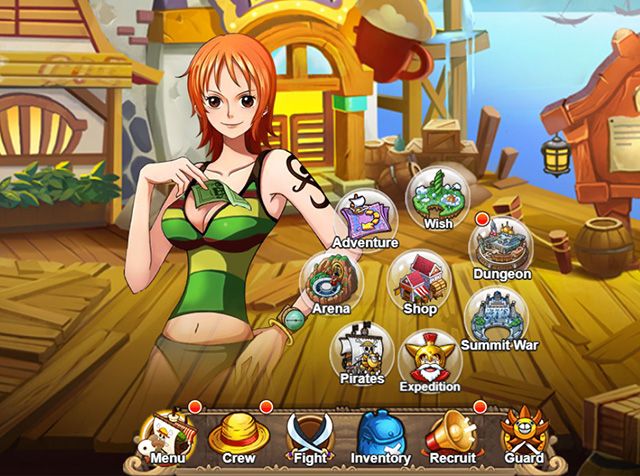 Wish
Adventure
Dungeon
Arena
Shop
Summit War
Pirates
Expedition
Menu
Crew
Fight
Inventory
Recruit
Guard